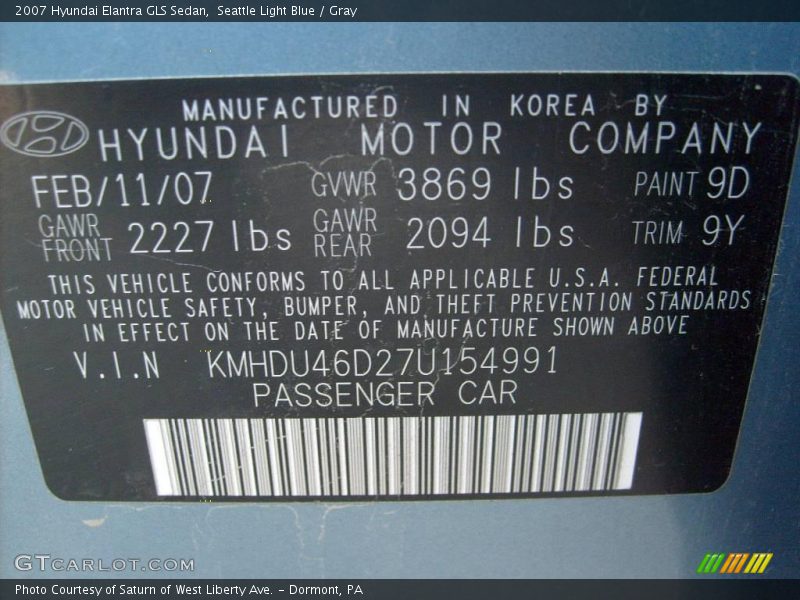 2007 Hyundai Elantra GLS Sedan, Seattle Light Blue / Gray
MANUFACTURED IN KOREA BY
HYUNDAI MOTOR COMPANY
FEB/11/07 GVWR 3869 lbs PAINT 9D
GAWR FRONT 2227 lbs GAWR REAR 2094 lbs TRIM 9Y
THIS VEHICLE CONFORMS TO ALL APPLICABLE U.S.A. FEDERAL
MOTOR VEHICLE SAFETY, BUMPER, AND THEFT PREVENTION STANDARDS
IN EFFECT ON THE DATE OF MANUFACTURE SHOWN ABOVE
V.I.N KMHDU46D27U154991
PASSENGER CAR
GTCARLOT.COM
Photo Courtesy of Saturn of West Liberty Ave. - Dormont, PA